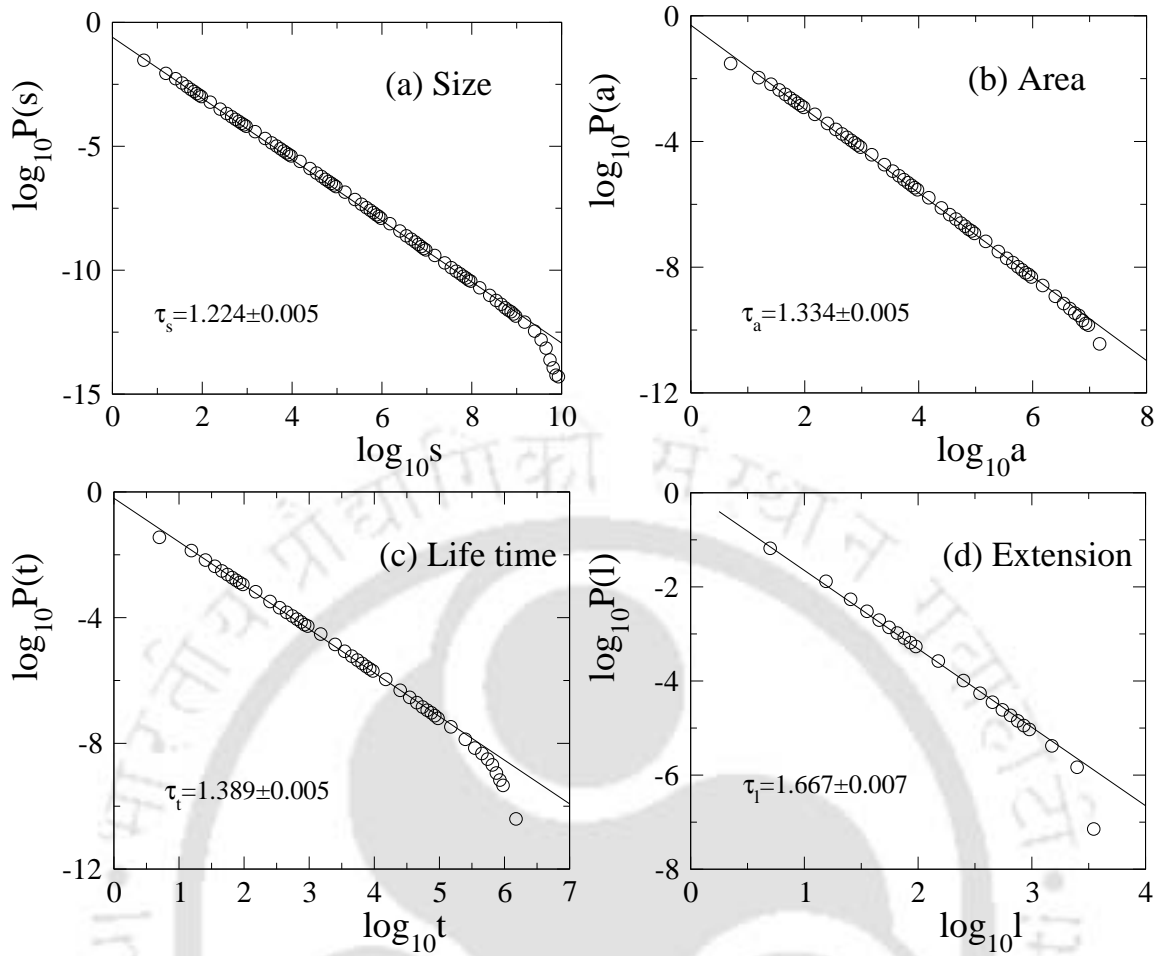 0
-5
-10
-15
log10P(s)
(a) Size
τs=1.224±0.005
0 2 4 6 8 10
log10s
0
-4
-8
-12
log10P(a)
(b) Area
τa=1.334±0.005
0 2 4 6 8
log10a
0
-4
-8
-12
log10P(t)
(c) Life time
τt=1.389±0.005
0 1 2 3 4 5 6 7
log10t
0
-2
-4
-6
-8
log10P(l)
(d) Extension
τl=1.667±0.007
0 1 2 3 4
log10l